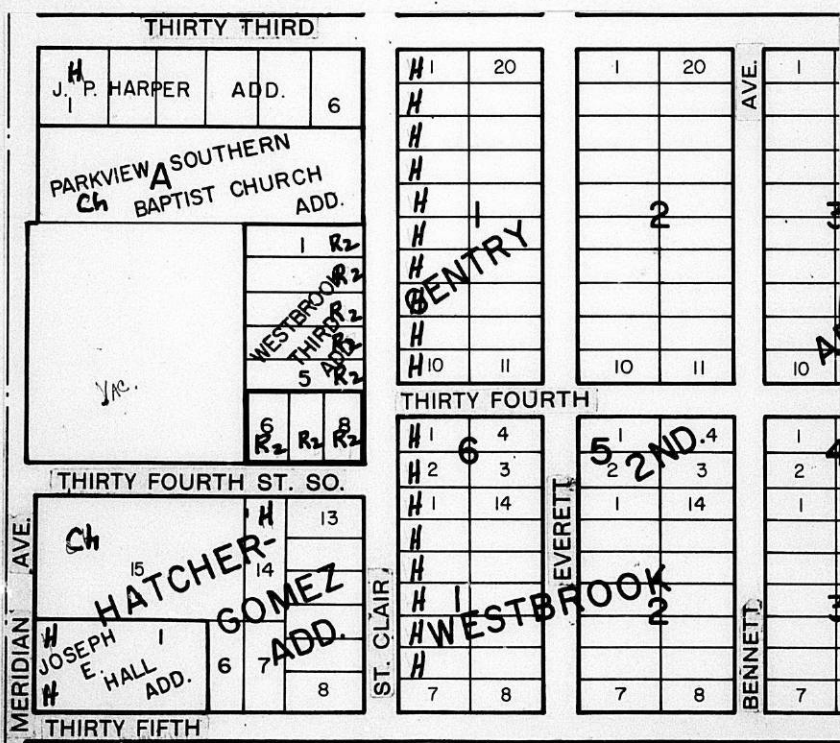 THIRTY THIRD
J. P. HARPER ADD.
H
1
6
PARKVIEW A SOUTHERN
Ch BAPTIST CHURCH
ADD.
1 R2
R2
WESTBROOK R2
THIRD R2
ADD.
5 R2
6 8
R2 R2 R2
VAC.
H 1 20
H
H
H
H
1
H
H
GENTRY
H
H
H 10 11
1 20
2
10 11
AVE.
1
3
10
THIRTY FOURTH
THIRTY FOURTH ST. SO.
H 1 6 4
H 2 3
H 1 14
H
H
H 1
H
H
7 8
5 1 2ND. 4
2 3
1 14
WESTBROOK
2
7 8
EVERETT
1 4
2
1
3
7
BENNETT
ST. CLAIR
MERIDIAN AVE.
Ch
15
H
14
13
HATCHER-
GOMEZ
ADD.
H
JOSEPH 1
E. HALL
ADD.
H
6 7
8
THIRTY FIFTH